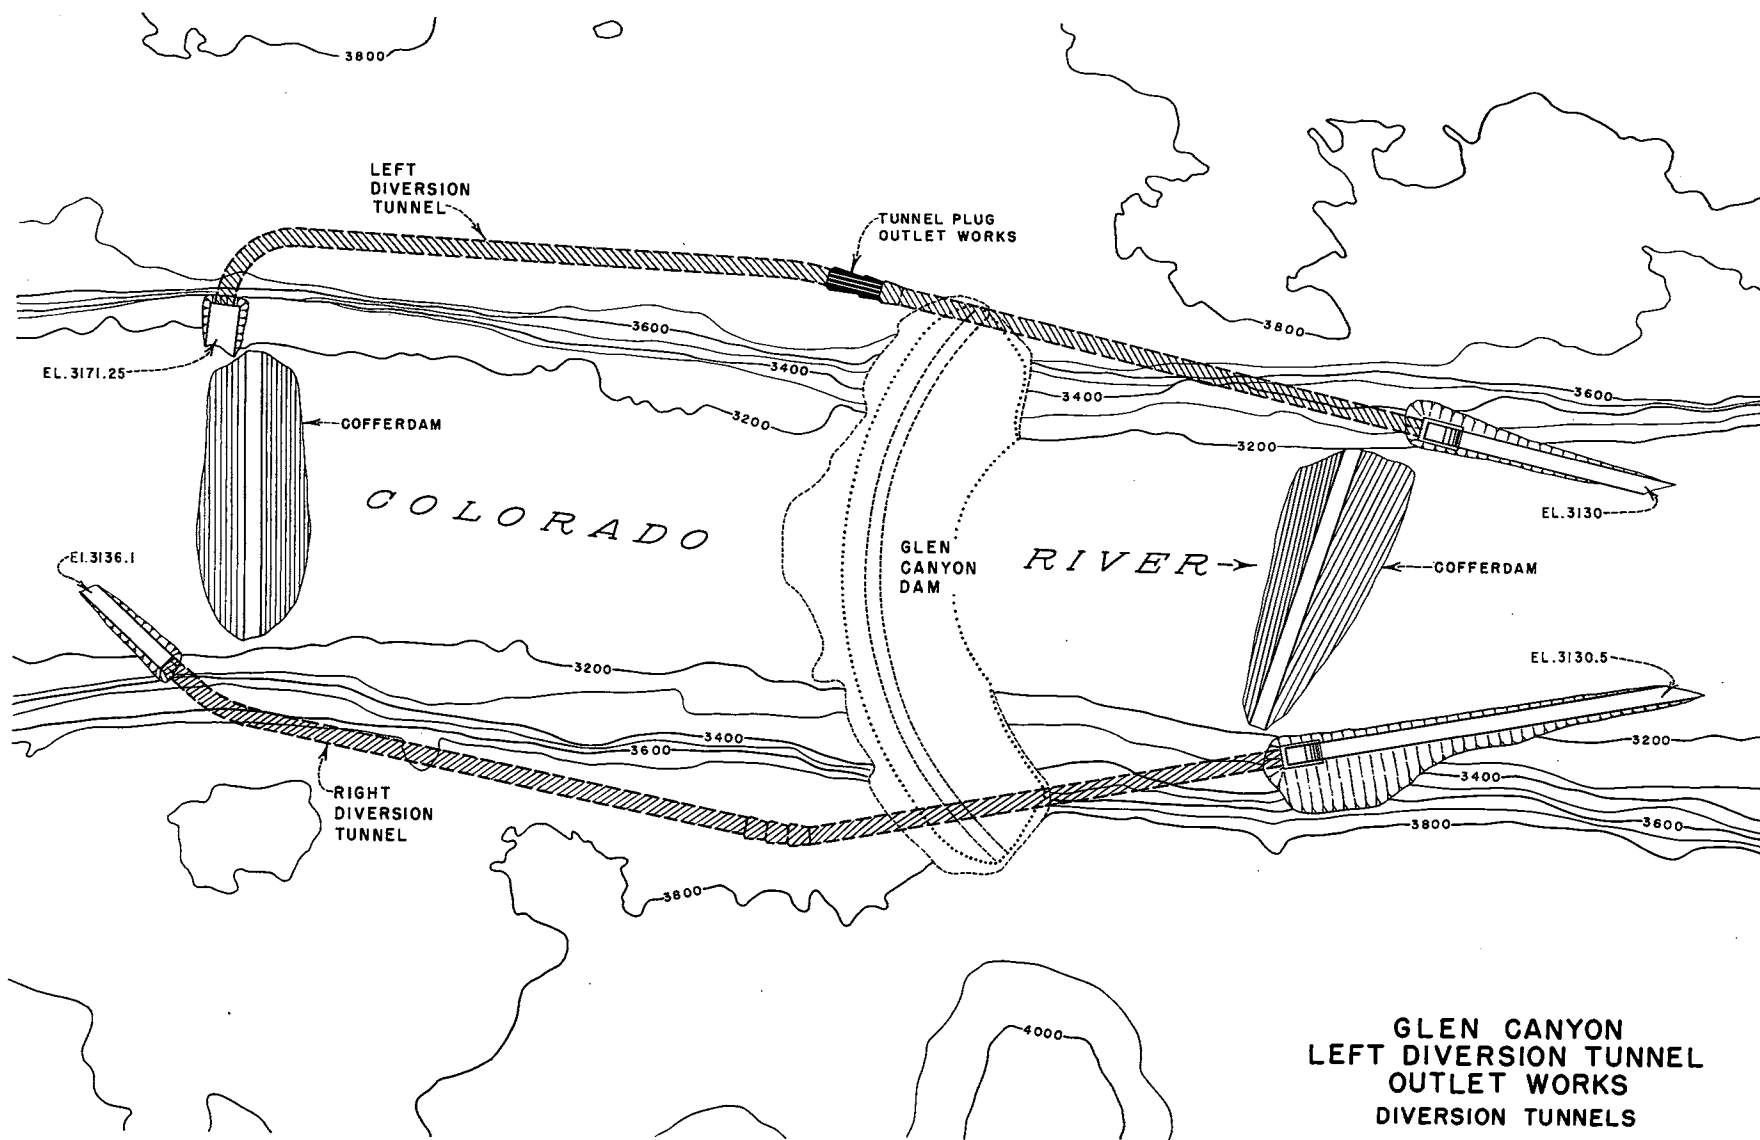 3800
LEFT
DIVERSION
TUNNEL
TUNNEL PLUG
OUTLET WORKS
3600
3400
3200
3800
3400
3600
3200
EL.3171.25
COFFERDAM
COLORADO
RIVER
GLEN
CANYON
DAM
COFFERDAM
EL.3130
El.3136.1
EL.3130.5
3200
3400
3600
3200
3400
3600
3800
RIGHT
DIVERSION
TUNNEL
3800
4000
GLEN CANYON
LEFT DIVERSION TUNNEL
OUTLET WORKS
DIVERSION TUNNELS